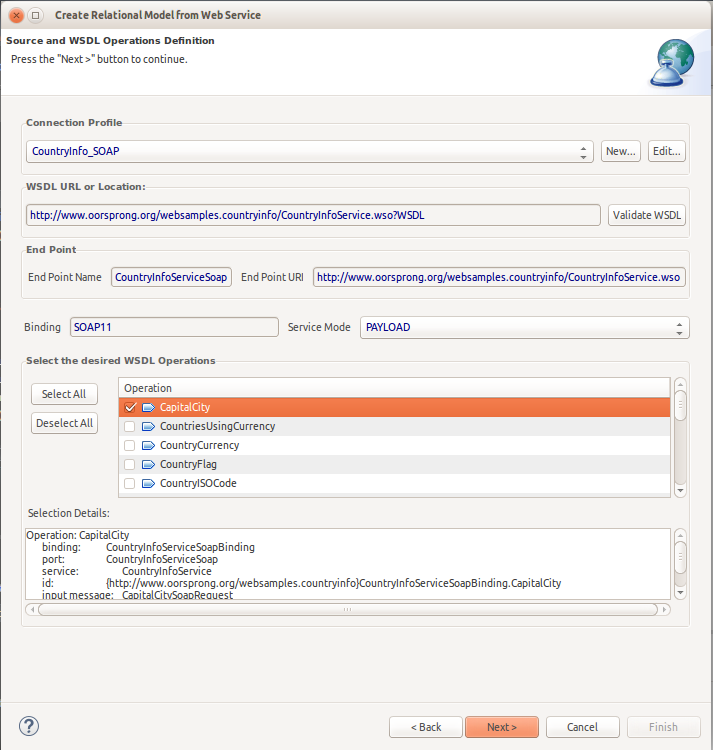 Create Relational Model from Web Service
Source and WSDL Operations Definition
Press the "Next >" button to continue.
Connection Profile
CountryInfo_SOAP
New...
Edit...
WSDL URL or Location:
http://www.oorsprong.org/websamples.countryinfo/CountryInfoService.wso?WSDL
Validate WSDL
End Point
End Point Name
CountryInfoServiceSoap
End Point URI
http://www.oorsprong.org/websamples.countryinfo/CountryInfoService.wso
Binding
SOAP11
Service Mode
PAYLOAD
Select the desired WSDL Operations
Select All
Deselect All
Operation
CapitalCity
CountriesUsingCurrency
CountryCurrency
CountryFlag
CountryISOCode
Selection Details:
Operation: CapitalCity
binding: CountryInfoServiceSoapBinding
port: CountryInfoServiceSoap
service: CountryInfoService
id: {http://www.oorsprong.org/websamples.countryinfo}CountryInfoServiceSoapBinding.CapitalCity
input message: CapitalCitySoapRequest
?
< Back
Next >
Cancel
Finish